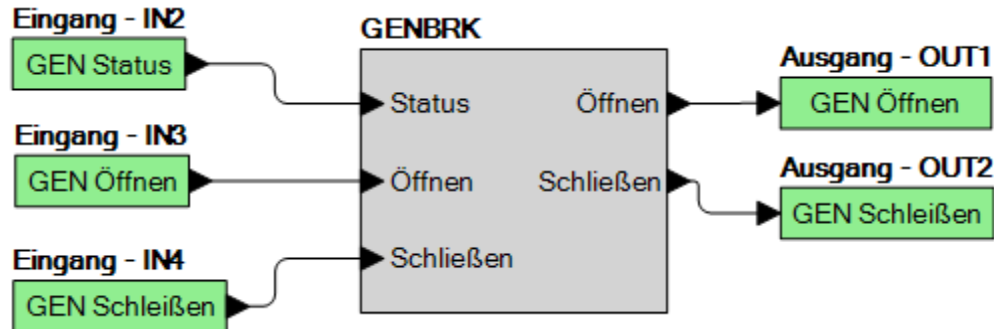 Eingang - IN2
GEN Status
Eingang - IN3
GEN Öffnen
Eingang - IN4
GEN Schleißen
GENBRK
Status
Öffnen
Öffnen
Schließen
Schließen
Ausgang - OUT1
GEN Öffnen
Ausgang - OUT2
GEN Schleißen